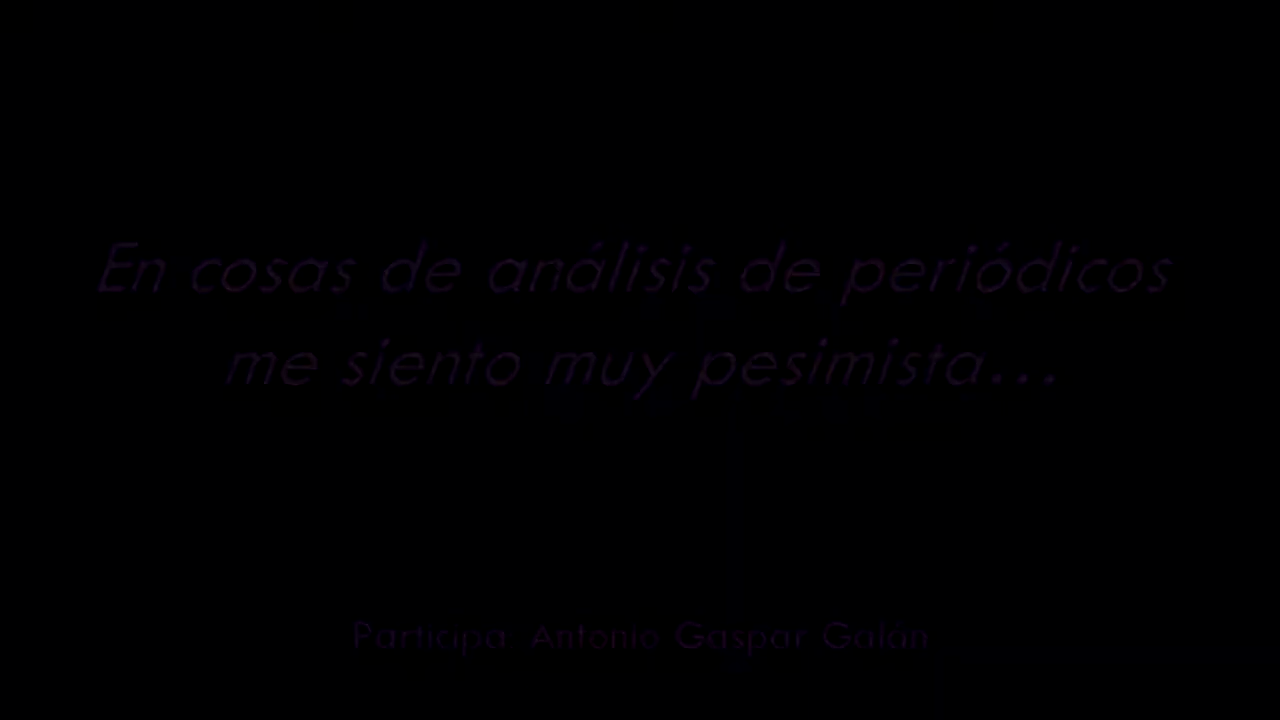 En cosas de análisis de periódicos
me siento muy pesimista...
Participa: Antonio Gaspar Galán